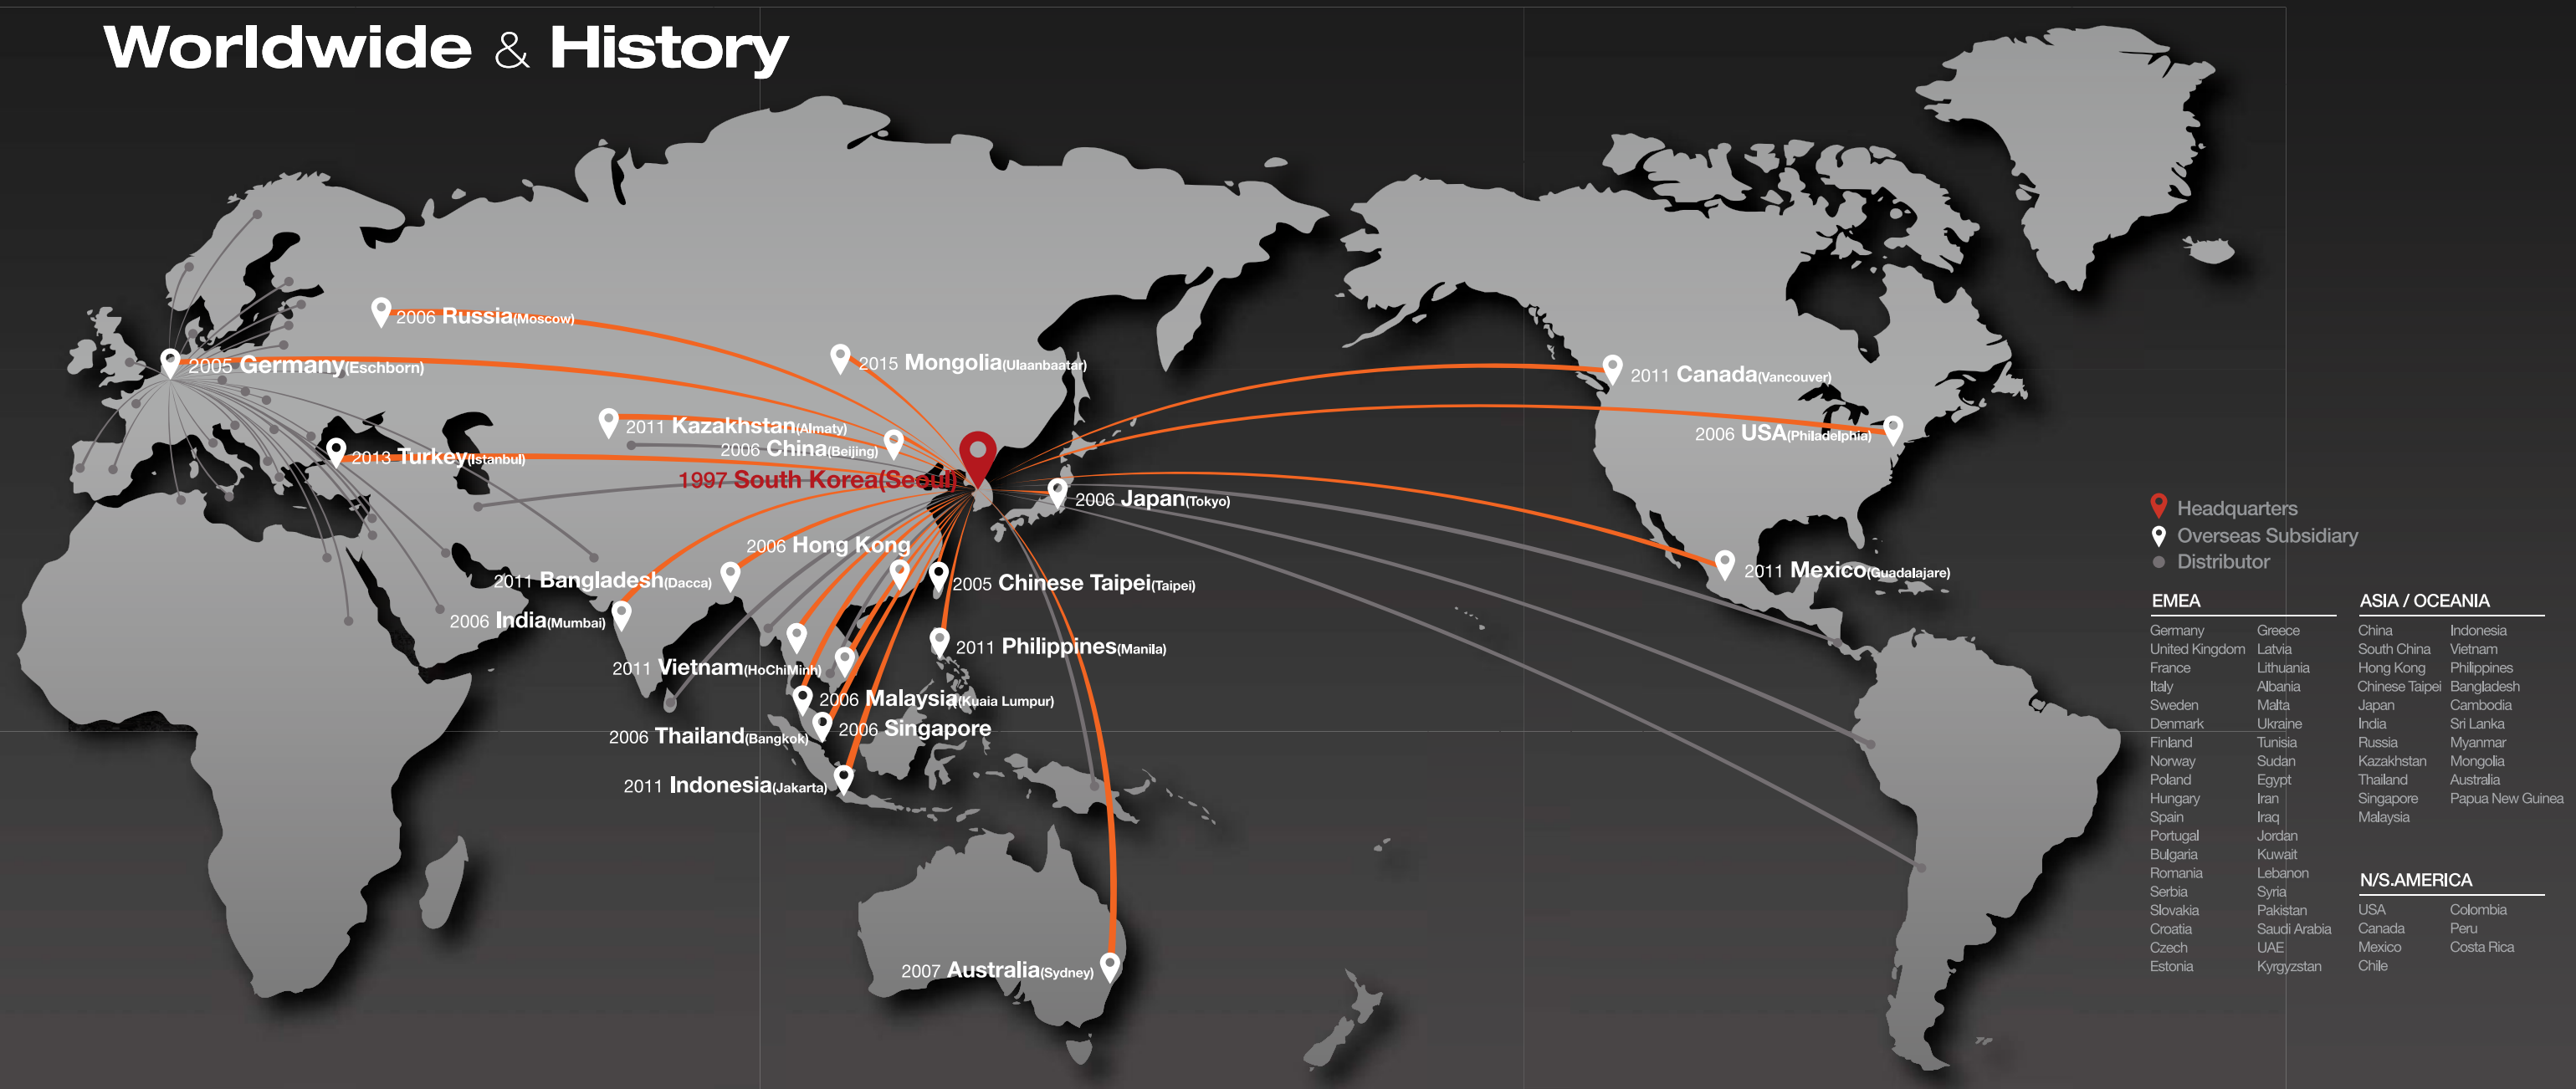 Worldwide & History
2006 Russia(Moscow)
2015 Mongolia(Ulaanbaatar)
2005 Germany(Eschborn)
2011 Canada(Vancouver)
2011 Kazakhstan(Almaty)
2006 USA(Philadelphia)
2006 China(Beijing)
2013 Turkey(Istanbul)
1997 South Korea(Seoul)
2006 Japan(Tokyo)
2006 Hong Kong
2011 Mexico(Guadalajare)
2011 Bangladesh(Dacca)
2005 Chinese Taipei(Taipei)
2006 India(Mumbai)
2011 Philippines(Manila)
2011 Vietnam(HoChiMinh)
2006 Malaysia(Kuaia Lumpur)
2006 Singapore
2006 Thailand(Bangkok)
2011 Indonesia(Jakarta)
2007 Australia(Sydney)
Headquarters
Overseas Subsidiary
Distributor
EMEA
Germany
United Kingdom
France
Italy
Sweden
Denmark
Finland
Norway
Poland
Hungary
Spain
Portugal
Bulgaria
Romania
Serbia
Slovakia
Croatia
Czech
Estonia
Greece
Latvia
Lithuania
Albania
Malta
Ukraine
Tunisia
Sudan
Egypt
Iran
Iraq
Jordan
Kuwait
Lebanon
Syria
Pakistan
Saudi Arabia
UAE
Kyrgyzstan
ASIA / OCEANIA
China
South China
Hong Kong
Chinese Taipei
Japan
India
Russia
Kazakhstan
Thailand
Singapore
Malaysia
Indonesia
Vietnam
Philippines
Bangladesh
Cambodia
Sri Lanka
Myanmar
Mongolia
Australia
Papua New Guinea
N/S.AMERICA
USA
Canada
Mexico
Chile
Colombia
Peru
Costa Rica